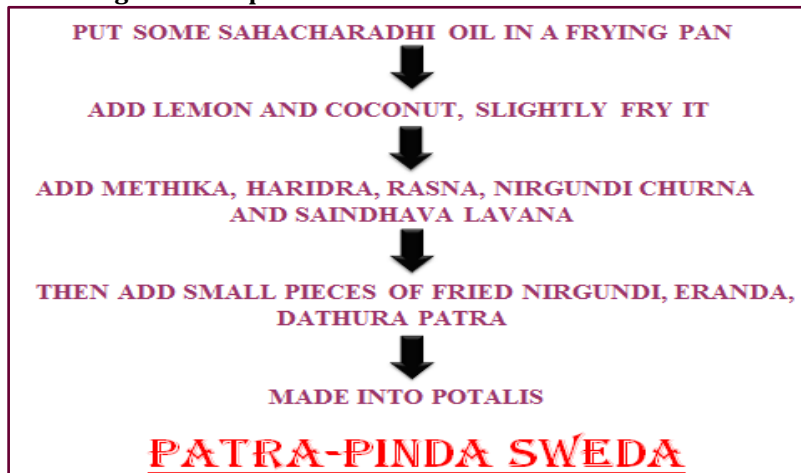 PUT SOME SAHACHARADHI OIL IN A FRYING PAN
ADD LEMON AND COCONUT, SLIGHTLY FRY IT
ADD METHIKA, HARIDRA, RASNA, NIRGUNDI CHURNA
AND SAINDHAVA LAVANA
THEN ADD SMALL PIECES OF FRIED NIRGUNDI, ERANDA,
DATHURA PATRA
MADE INTO POTALIS
PATRA-PINDA SWEDA